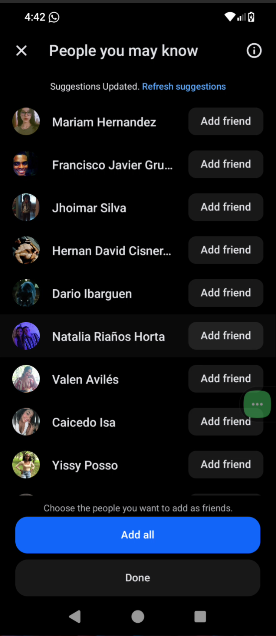 4:42
People you may know
Suggestions Updated. Refresh suggestions
Mariam Hernandez
Add friend
Francisco Javier Gru...
Add friend
Jhoimar Silva
Add friend
Hernan David Cisner...
Add friend
Dario Ibarguen
Add friend
Natalia Riaños Horta
Add friend
Valen Avilés
Add friend
Caicedo Isa
Add friend
Yissy Posso
Add friend
Choose the people you want to add as friends.
Add all
Done